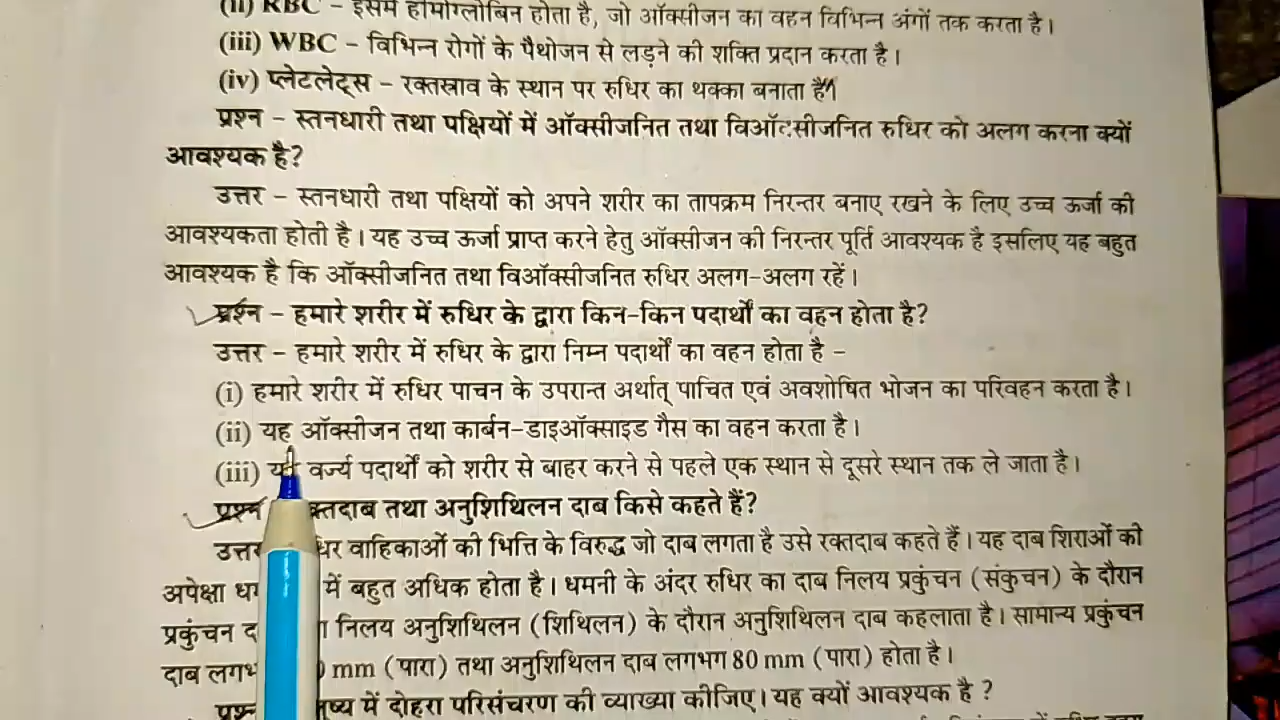 (ii) RBC – इसमें हीमोग्लोबिन होता है, जो ऑक्सीजन का वहन विभिन्न अंगों तक करता है।
(iii) WBC – विभिन्न रोगों के पैथोजन से लड़ने की शक्ति प्रदान करता है।
(iv) प्लेटलेट्स – रक्तस्राव के स्थान पर रुधिर का थक्का बनाता है
प्रश्न – स्तनधारी तथा पक्षियों में ऑक्सीजनित तथा विऑक्सीजनित रुधिर को अलग करना क्यों
आवश्यक है?
उत्तर – स्तनधारी तथा पक्षियों को अपने शरीर का तापक्रम निरन्तर बनाए रखने के लिए उच्च ऊर्जा की
आवश्यकता होती है। यह उच्च ऊर्जा प्राप्त करने हेतु ऑक्सीजन की निरन्तर पूर्ति आवश्यक है इसलिए यह बहुत
आवश्यक है कि ऑक्सीजनित तथा विऑक्सीजनित रुधिर अलग-अलग रहें।
प्रश्न – हमारे शरीर में रुधिर के द्वारा किन-किन पदार्थों का वहन होता है?
उत्तर – हमारे शरीर में रुधिर के द्वारा निम्न पदार्थों का वहन होता है –
(i) हमारे शरीर में रुधिर पाचन के उपरान्त अर्थात् पाचित एवं अवशोषित भोजन का परिवहन करता है।
(ii) यह ऑक्सीजन तथा कार्बन-डाइऑक्साइड गैस का वहन करता है।
(iii) वर्ज्य पदार्थों को शरीर से बाहर करने से पहले एक स्थान से दूसरे स्थान तक ले जाता है।
प्रश्न तथा अनुशिथिलन दाब किसे कहते हैं?
वाहिकाओं की भित्ति के विरुद्ध जो दाब लगता है उसे रक्तदाब कहते हैं। यह दाब शिराओं की
अपेक्षा में बहुत अधिक होता है। धमनी के अंदर रुधिर का दाब निलय प्रकुंचन (संकुचन) के दौरान
प्रकुंचन निलय अनुशिथिलन (शिथिलन) के दौरान अनुशिथिलन दाब कहलाता है। सामान्य प्रकुंचन
दाब mm (पारा) तथा अनुशिथिलन दाब लगभग 80 mm (पारा) होता है।
में दोहरा परिसंचरण की व्याख्या कीजिए। यह क्यों आवश्यक है ?